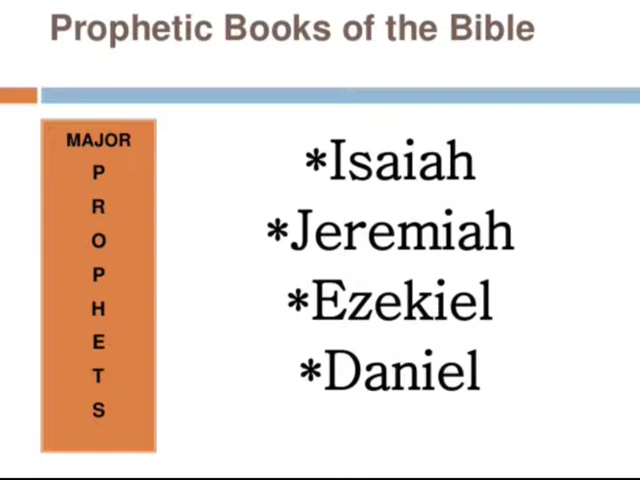 Prophetic Books of the Bible
MAJOR
P
R
O
P
H
E
T
S
*Isaiah
*Jeremiah
*Ezekiel
*Daniel